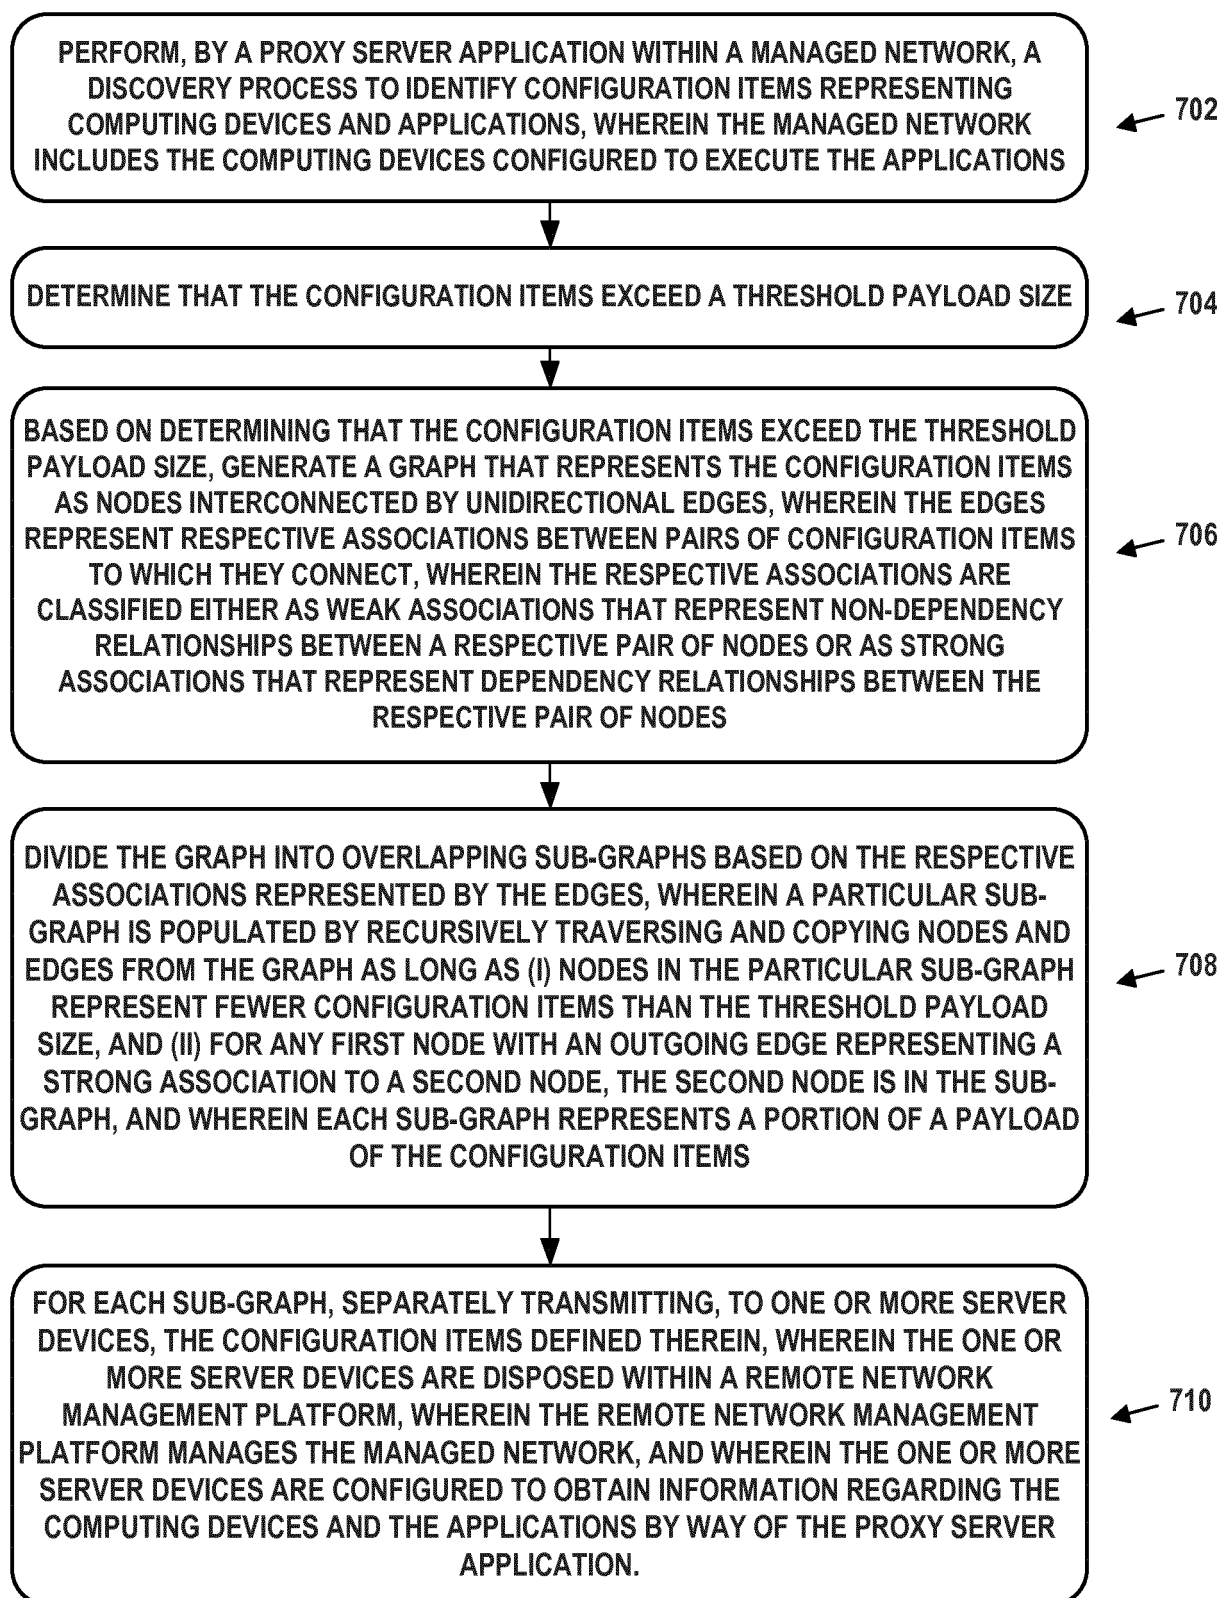 PERFORM, BY A PROXY SERVER APPLICATION WITHIN A MANAGED NETWORK, A
DISCOVERY PROCESS TO IDENTIFY CONFIGURATION ITEMS REPRESENTING
COMPUTING DEVICES AND APPLICATIONS, WHEREIN THE MANAGED NETWORK
INCLUDES THE COMPUTING DEVICES CONFIGURED TO EXECUTE THE APPLICATIONS
702
DETERMINE THAT THE CONFIGURATION ITEMS EXCEED A THRESHOLD PAYLOAD SIZE
704
BASED ON DETERMINING THAT THE CONFIGURATION ITEMS EXCEED THE THRESHOLD
PAYLOAD SIZE, GENERATE A GRAPH THAT REPRESENTS THE CONFIGURATION ITEMS
AS NODES INTERCONNECTED BY UNIDIRECTIONAL EDGES, WHEREIN THE EDGES
REPRESENT RESPECTIVE ASSOCIATIONS BETWEEN PAIRS OF CONFIGURATION ITEMS
TO WHICH THEY CONNECT, WHEREIN THE RESPECTIVE ASSOCIATIONS ARE
CLASSIFIED EITHER AS WEAK ASSOCIATIONS THAT REPRESENT NON-DEPENDENCY
RELATIONSHIPS BETWEEN A RESPECTIVE PAIR OF NODES OR AS STRONG
ASSOCIATIONS THAT REPRESENT DEPENDENCY RELATIONSHIPS BETWEEN THE
RESPECTIVE PAIR OF NODES
706
DIVIDE THE GRAPH INTO OVERLAPPING SUB-GRAPHS BASED ON THE RESPECTIVE
ASSOCIATIONS REPRESENTED BY THE EDGES, WHEREIN A PARTICULAR SUB-
GRAPH IS POPULATED BY RECURSIVELY TRAVERSING AND COPYING NODES AND
EDGES FROM THE GRAPH AS LONG AS (I) NODES IN THE PARTICULAR SUB-GRAPH
REPRESENT FEWER CONFIGURATION ITEMS THAN THE THRESHOLD PAYLOAD
SIZE, AND (II) FOR ANY FIRST NODE WITH AN OUTGOING EDGE REPRESENTING A
STRONG ASSOCIATION TO A SECOND NODE, THE SECOND NODE IS IN THE SUB-
GRAPH, AND WHEREIN EACH SUB-GRAPH REPRESENTS A PORTION OF A PAYLOAD
OF THE CONFIGURATION ITEMS
708
FOR EACH SUB-GRAPH, SEPARATELY TRANSMITTING, TO ONE OR MORE SERVER
DEVICES, THE CONFIGURATION ITEMS DEFINED THEREIN, WHEREIN THE ONE OR
MORE SERVER DEVICES ARE DISPOSED WITHIN A REMOTE NETWORK
MANAGEMENT PLATFORM, WHEREIN THE REMOTE NETWORK MANAGEMENT
PLATFORM MANAGES THE MANAGED NETWORK, AND WHEREIN THE ONE OR MORE
SERVER DEVICES ARE CONFIGURED TO OBTAIN INFORMATION REGARDING THE
COMPUTING DEVICES AND THE APPLICATIONS BY WAY OF THE PROXY SERVER
APPLICATION.
710